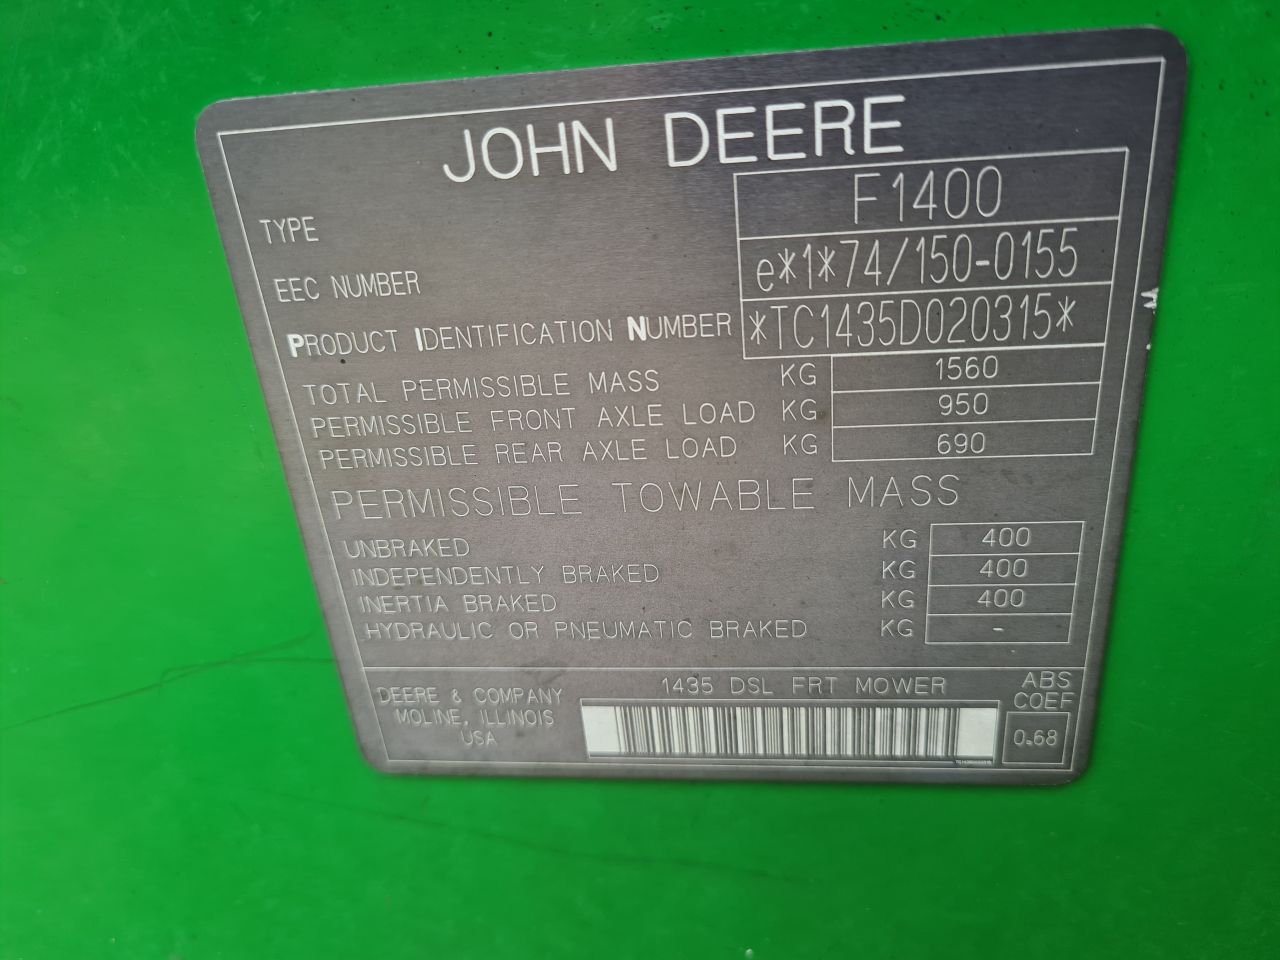 JOHN DEERE
TYPE F1400
EEC NUMBER e*1*74/150-0155
PRODUCT IDENTIFICATION NUMBER *TC1435D020315*
TOTAL PERMISSIBLE MASS KG 1560
PERMISSIBLE FRONT AXLE LOAD KG 950
PERMISSIBLE REAR AXLE LOAD KG 690
PERMISSIBLE TOWABLE MASS
UNBRAKED KG 400
INDEPENDENTLY BRAKED KG 400
INERTIA BRAKED KG 400
HYDRAULIC OR PNEUMATIC BRAKED KG -
DEERE & COMPANY
MOLINE, ILLINOIS
USA
1435 DSL FRT MOWER
ABS
COEF
0.68